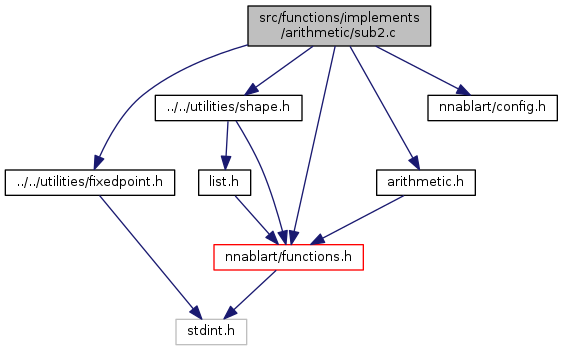 src/functions/implements
/arithmetic/sub2.c
../../utilities/shape.h
nnablart/config.h
../../utilities/fixedpoint.h
list.h
arithmetic.h
nnablart/functions.h
stdint.h